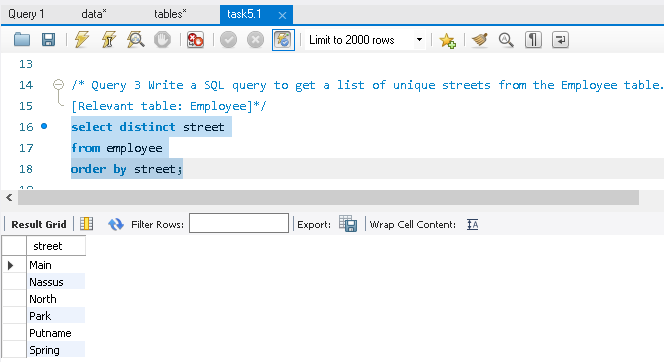 Query 1 data* tables* task5.1 ×
Limit to 2000 rows
13
14 /* Query 3 Write a SQL query to get a list of unique streets from the Employee table.
15 [Relevant table: Employee]*/
16 select distinct street
17 from employee
18 order by street;
Result Grid Filter Rows: Export: Wrap Cell Content: IA
street
Main
Nassus
North
Park
Putname
Spring